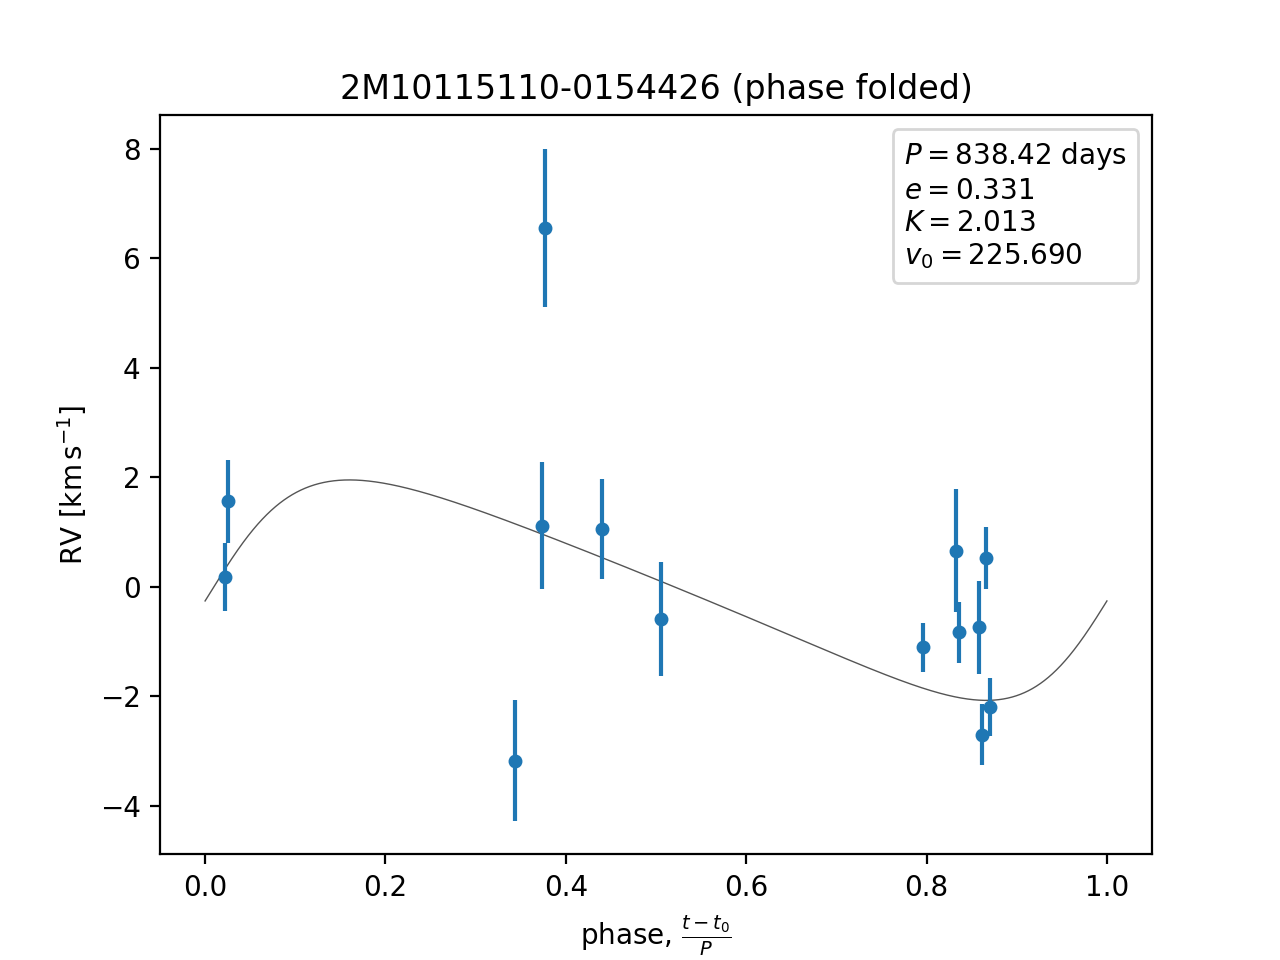 2M10115110-0154426 (phase folded)
P = 838.42 days
e = 0.331
K = 2.013
v₀ = 225.690
8
6
4
2
0
−2
−4
RV [km s⁻¹]
0.0 0.2 0.4 0.6 0.8 1.0
phase, (t − t₀)/P